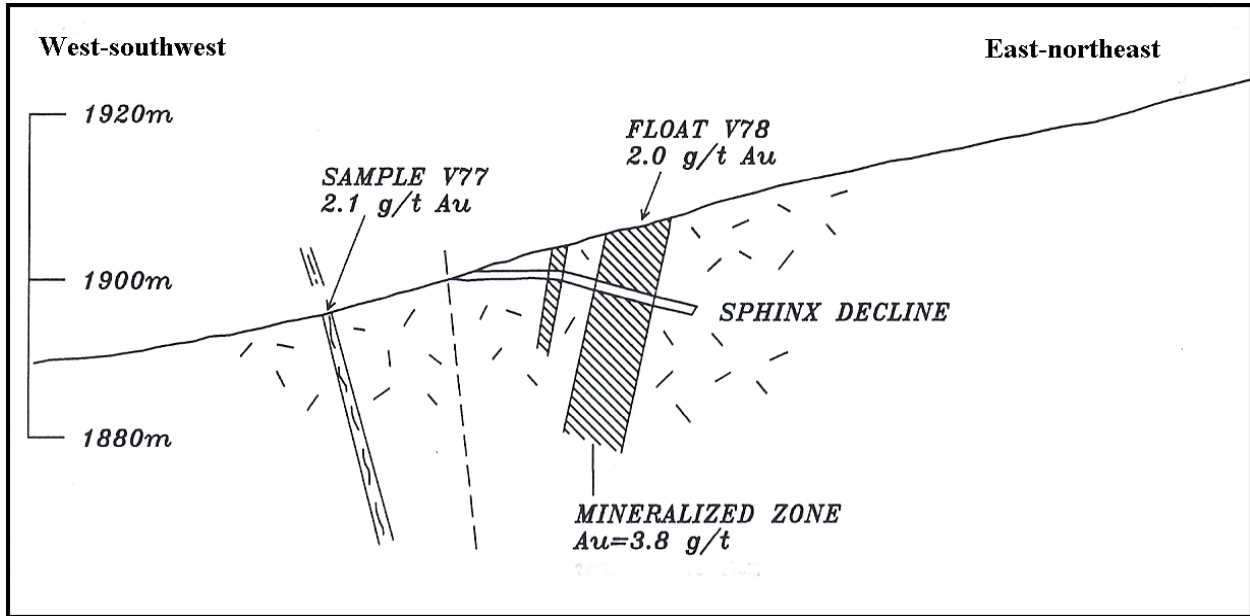 West-southwest
East-northeast
1920m
FLOAT V78
2.0 g/t Au
SAMPLE V77
2.1 g/t Au
1900m
SPHINX DECLINE
1880m
MINERALIZED ZONE
Au=3.8 g/t